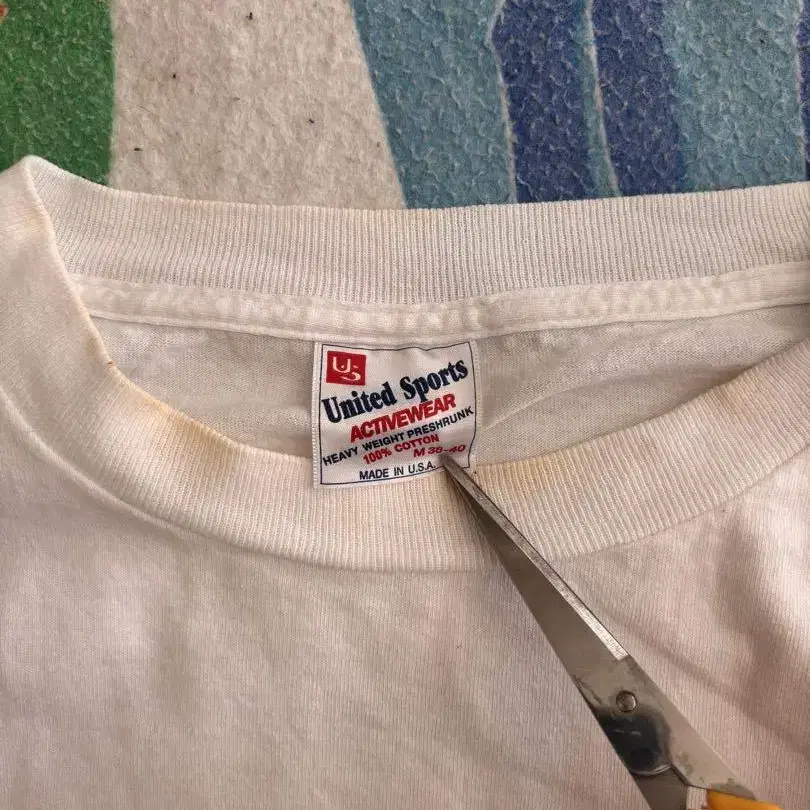 US
United Sports
ACTIVEWEAR
HEAVY WEIGHT PRESHRUNK
100% COTTON
M 38-40
MADE IN U.S.A.